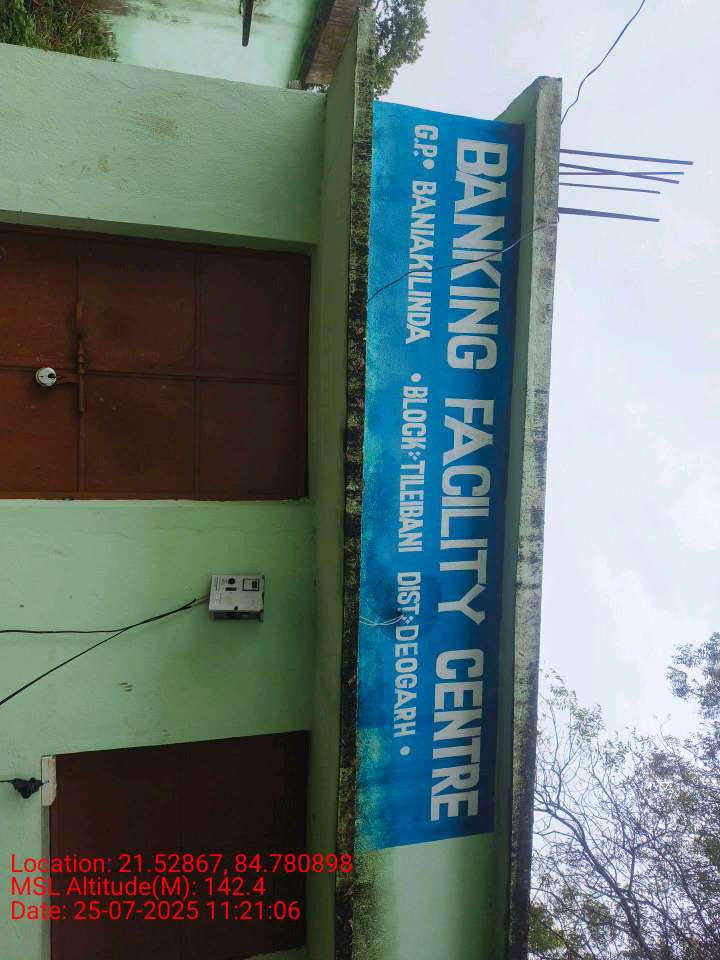 BANKING FACILITY CENTRE
G.P. BANIAKILINDA • BLOCK:TILEIBANI DIST:DEOGARH •
Location: 21.52867, 84.780898
MSL Altitude(M): 142.4
Date: 25-07-2025 11:21:06